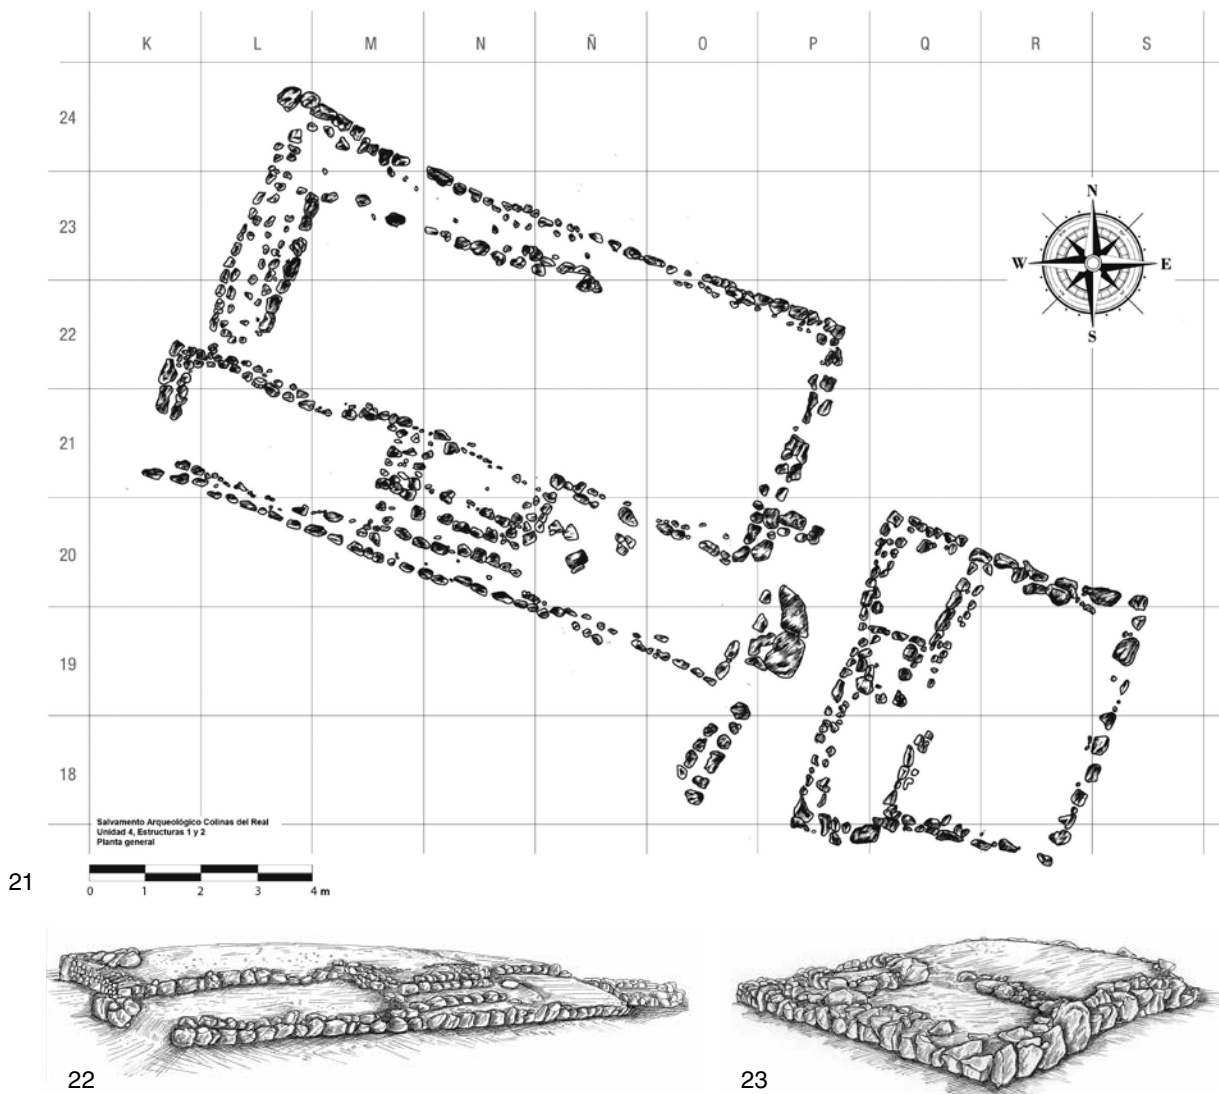 K L M N Ñ O P Q R S
24
23
22
21
20
19
18
N
W E
S
Salvamento Arqueológico Colinas del Real
Unidad 4, Estructuras 1 y 2
Planta general
21
0 1 2 3 4 m
22
23